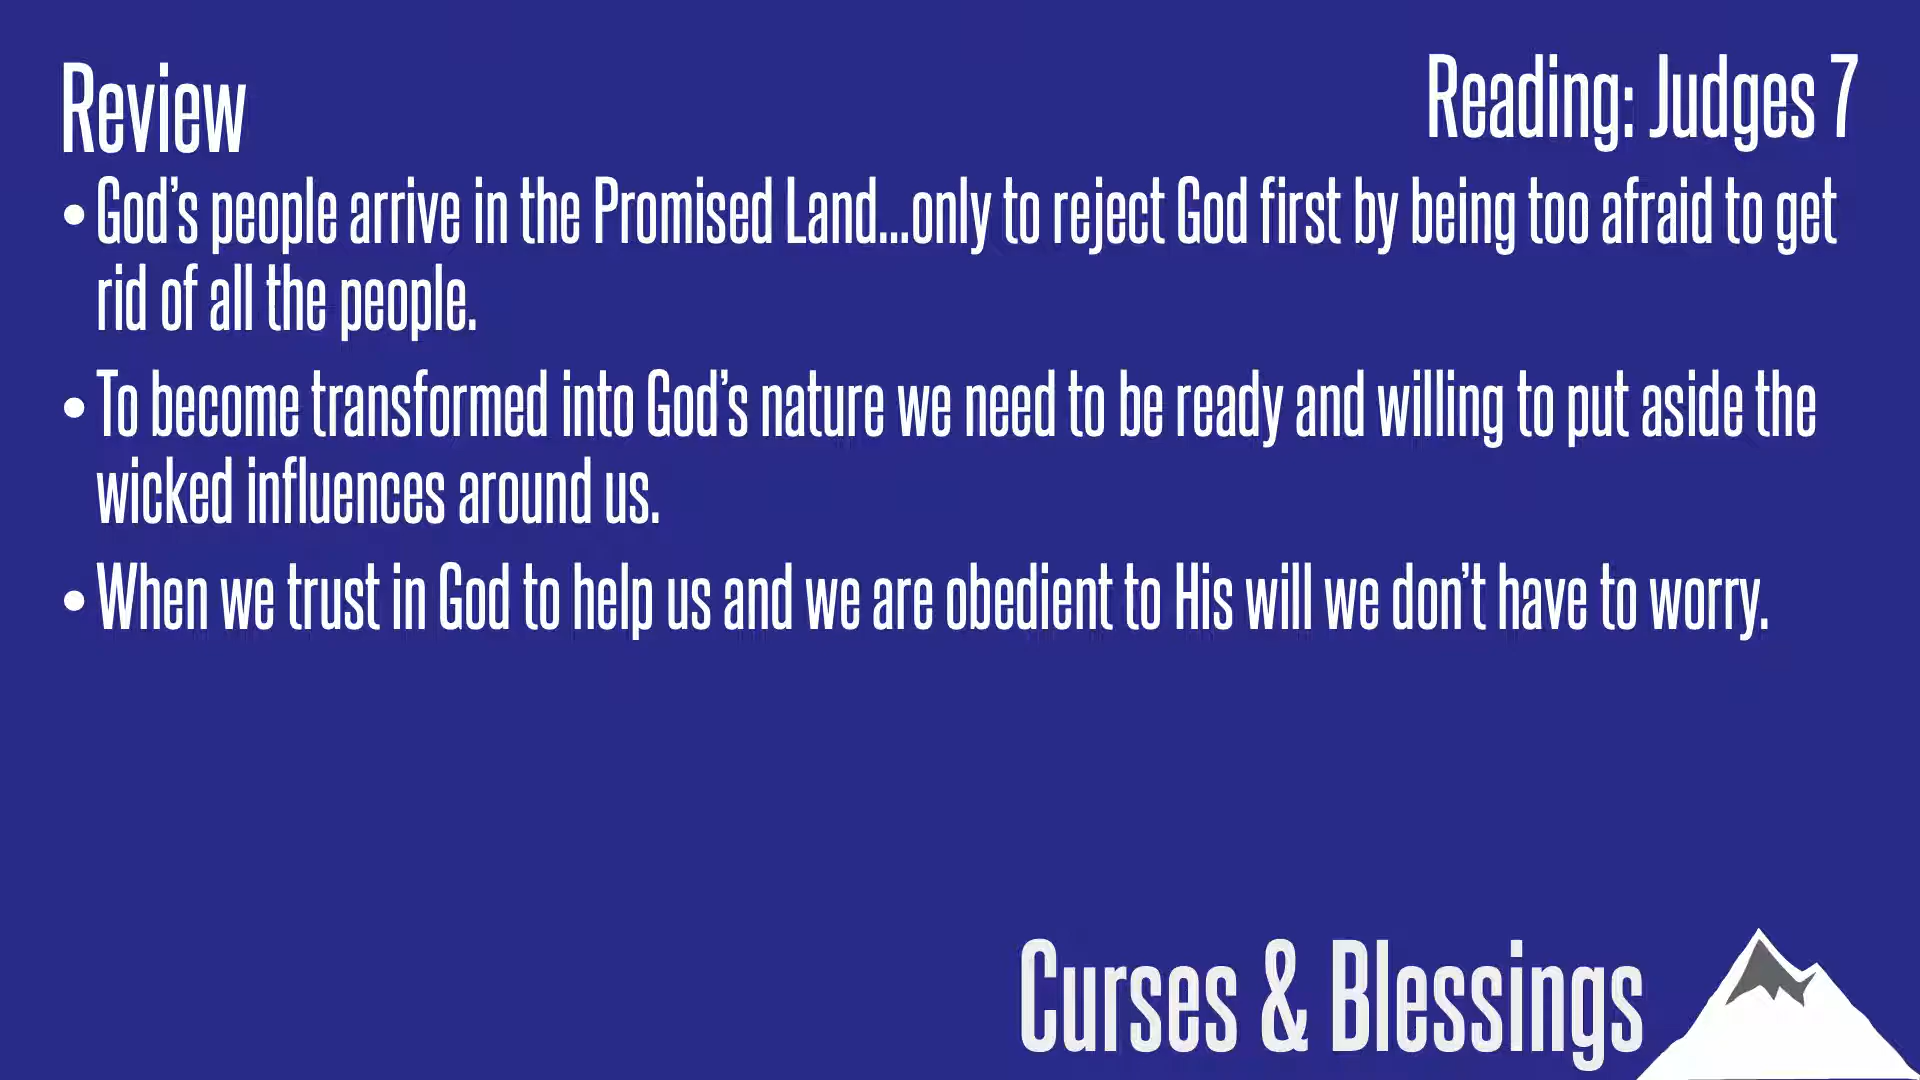 Review
Reading: Judges 7
• God’s people arrive in the Promised Land...only to reject God first by being too afraid to get
rid of all the people.
• To become transformed into God’s nature we need to be ready and willing to put aside the
wicked influences around us.
• When we trust in God to help us and we are obedient to His will we don’t have to worry.
Curses & Blessings